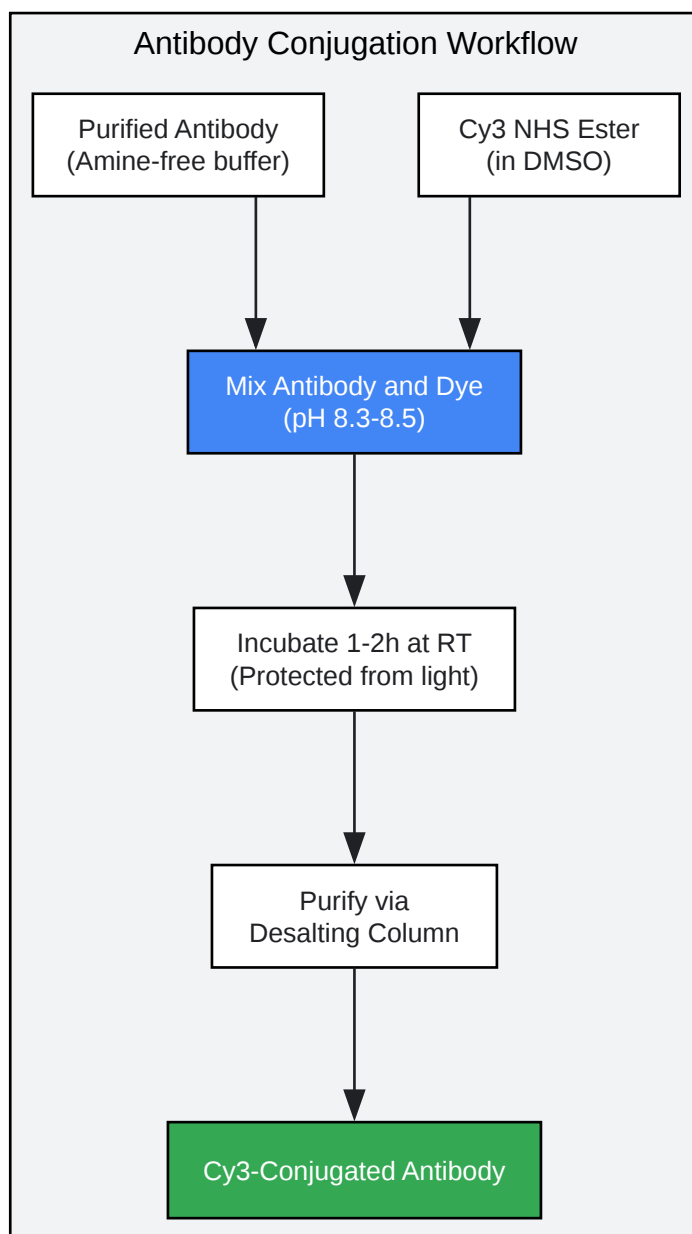 Antibody Conjugation Workflow
Purified Antibody
(Amine-free buffer)
Cy3 NHS Ester
(in DMSO)
Mix Antibody and Dye
(pH 8.3-8.5)
Incubate 1-2h at RT
(Protected from light)
Purify via
Desalting Column
Cy3-Conjugated Antibody